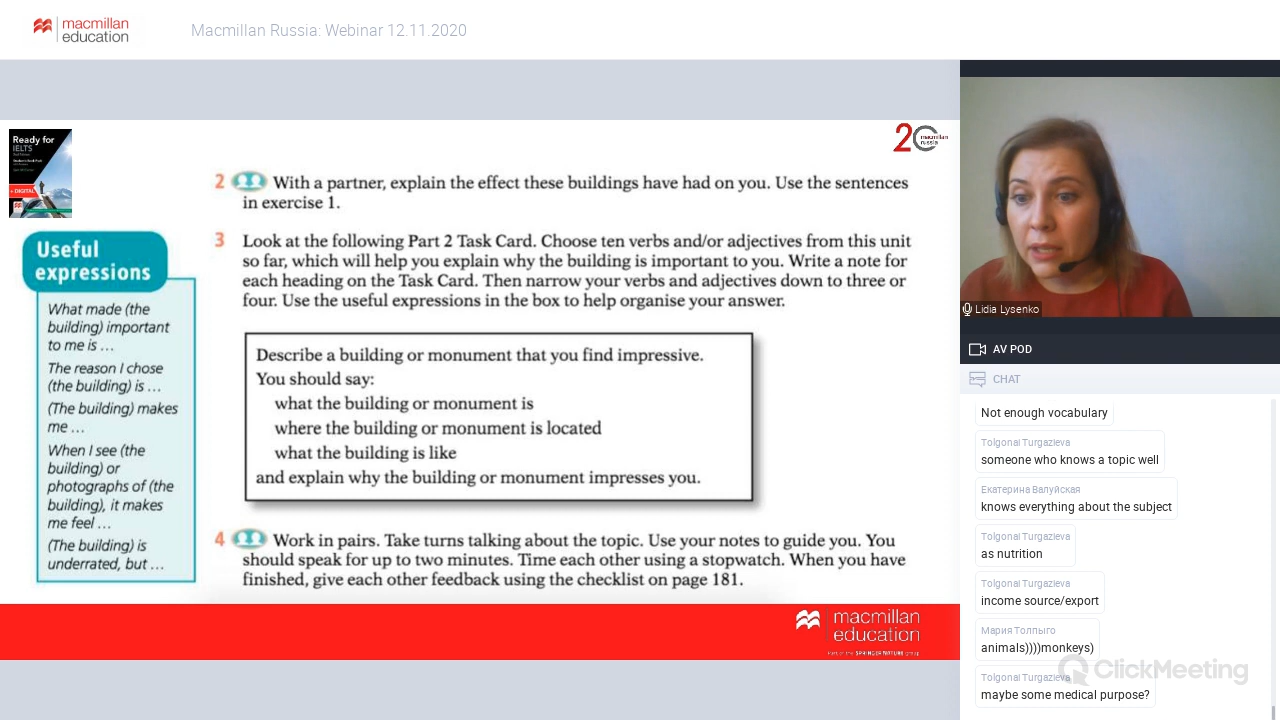 macmillan
education
Macmillan Russia: Webinar 12.11.2020
Ready for
IELTS
+ DIGITAL
20
macmillan
russia
2 With a partner, explain the effect these buildings have had on you. Use the sentences
in exercise 1.
3 Look at the following Part 2 Task Card. Choose ten verbs and/or adjectives from this unit
so far, which will help you explain why the building is important to you. Write a note for
each heading on the Task Card. Then narrow your verbs and adjectives down to three or
four. Use the useful expressions in the box to help organise your answer.
Useful
expressions
What made (the
building) important
to me is …
The reason I chose
(the building) is …
(The building) makes
me …
When I see (the
building) or
photographs of (the
building), it makes
me feel …
(The building) is
underrated, but …
Describe a building or monument that you find impressive.
You should say:
what the building or monument is
where the building or monument is located
what the building is like
and explain why the building or monument impresses you.
4 Work in pairs. Take turns talking about the topic. Use your notes to guide you. You
should speak for up to two minutes. Time each other using a stopwatch. When you have
finished, give each other feedback using the checklist on page 181.
macmillan
education
Part of the SPRINGER NATURE group
Lidia Lysenko
AV POD
CHAT
Not enough vocabulary
Tolgonai Turgazieva
someone who knows a topic well
Екатерина Валуйская
knows everything about the subject
Tolgonai Turgazieva
as nutrition
Tolgonai Turgazieva
income source/export
Мария Толпыго
animals))))monkeys)
Tolgonai Turgazieva
maybe some medical purpose?
ClickMeeting